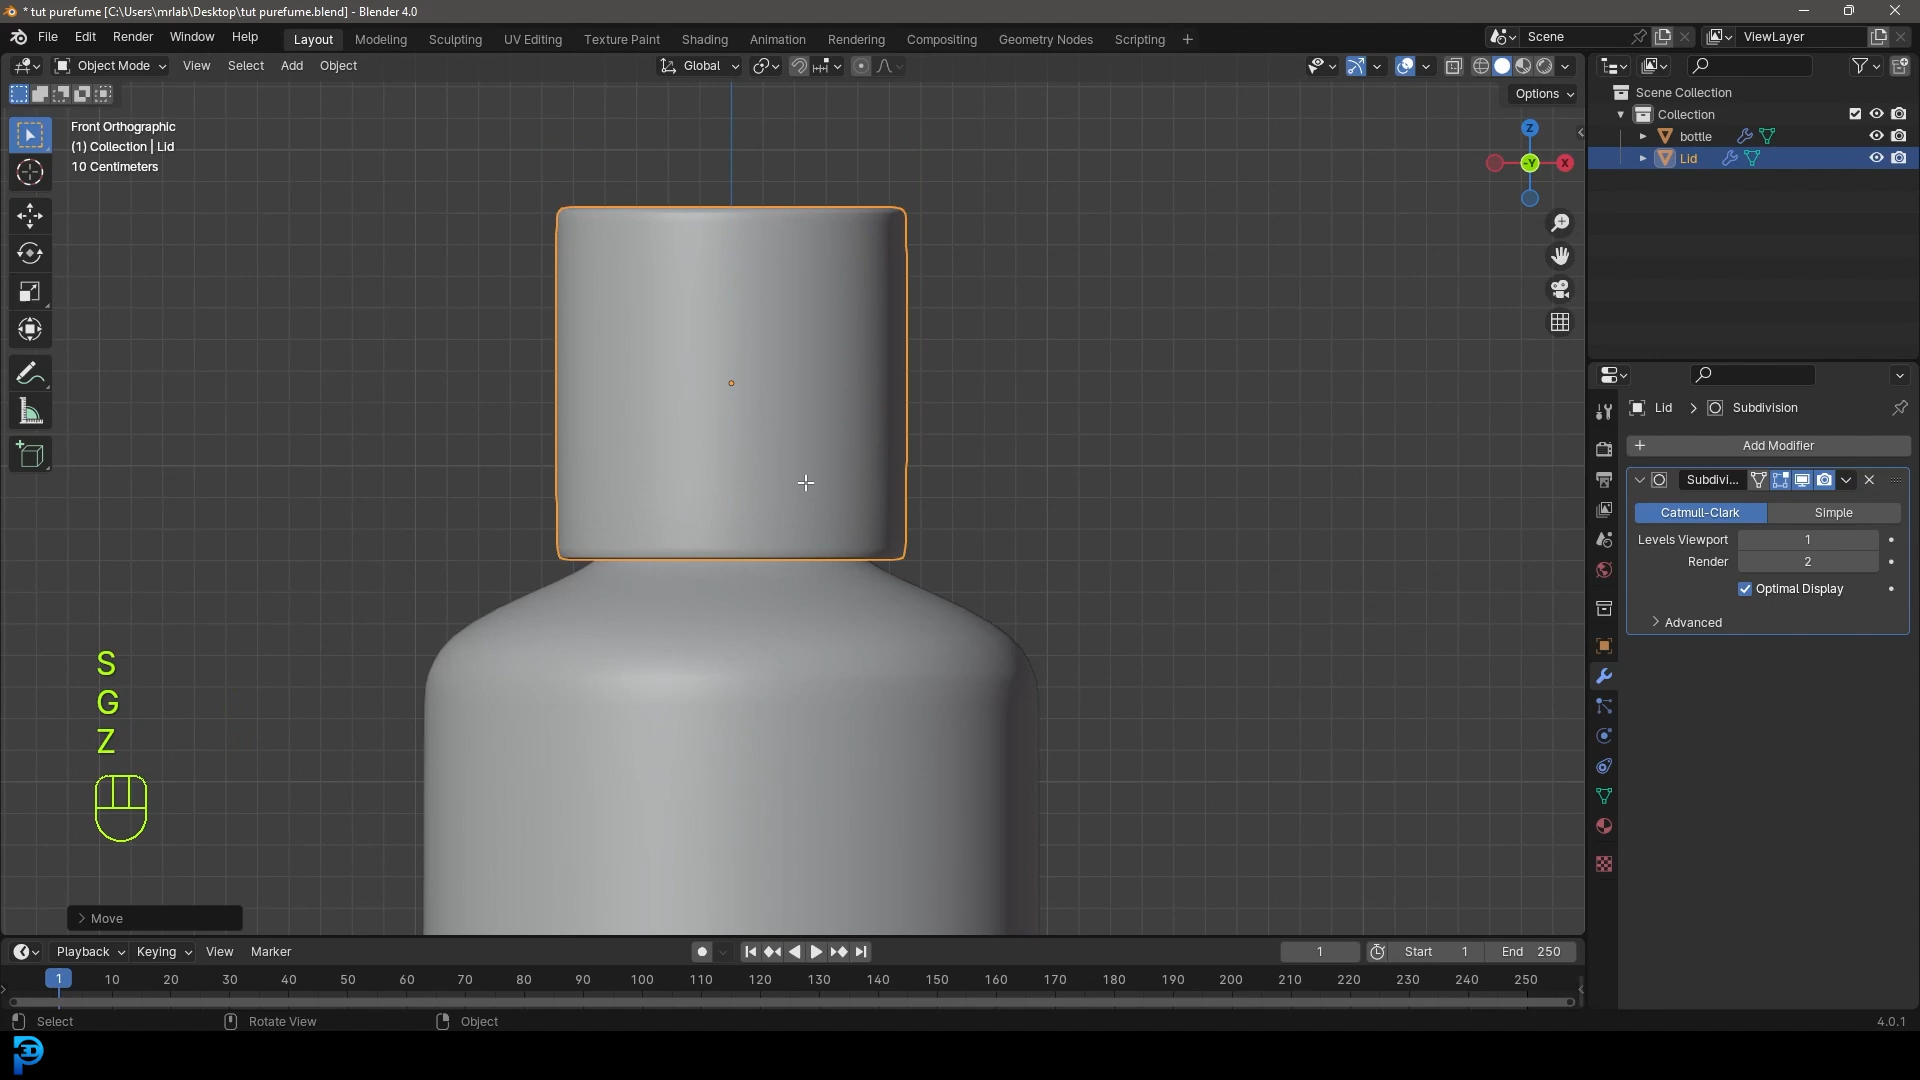 * tut purefume [C:\Users\mrlab\Desktop\tut purefume.blend] - Blender 4.0
File Edit Render Window Help
Layout Modeling Sculpting UV Editing Texture Paint Shading Animation Rendering Compositing Geometry Nodes Scripting +
Scene
ViewLayer
Object Mode View Select Add Object
Global
Options
Front Orthographic
(1) Collection | Lid
10 Centimeters
Z
-Y
X
Scene Collection
Collection
bottle
Lid
Lid > Subdivision
+ Add Modifier
Subdivi...
Catmull-Clark Simple
Levels Viewport 1
Render 2
Optimal Display
> Advanced
S
G
Z
> Move
Playback Keying View Marker
1
Start 1 End 250
1 10 20 30 40 50 60 70 80 90 100 110 120 130 140 150 160 170 180 190 200 210 220 230 240 250
Select Rotate View Object
4.0.1
3D